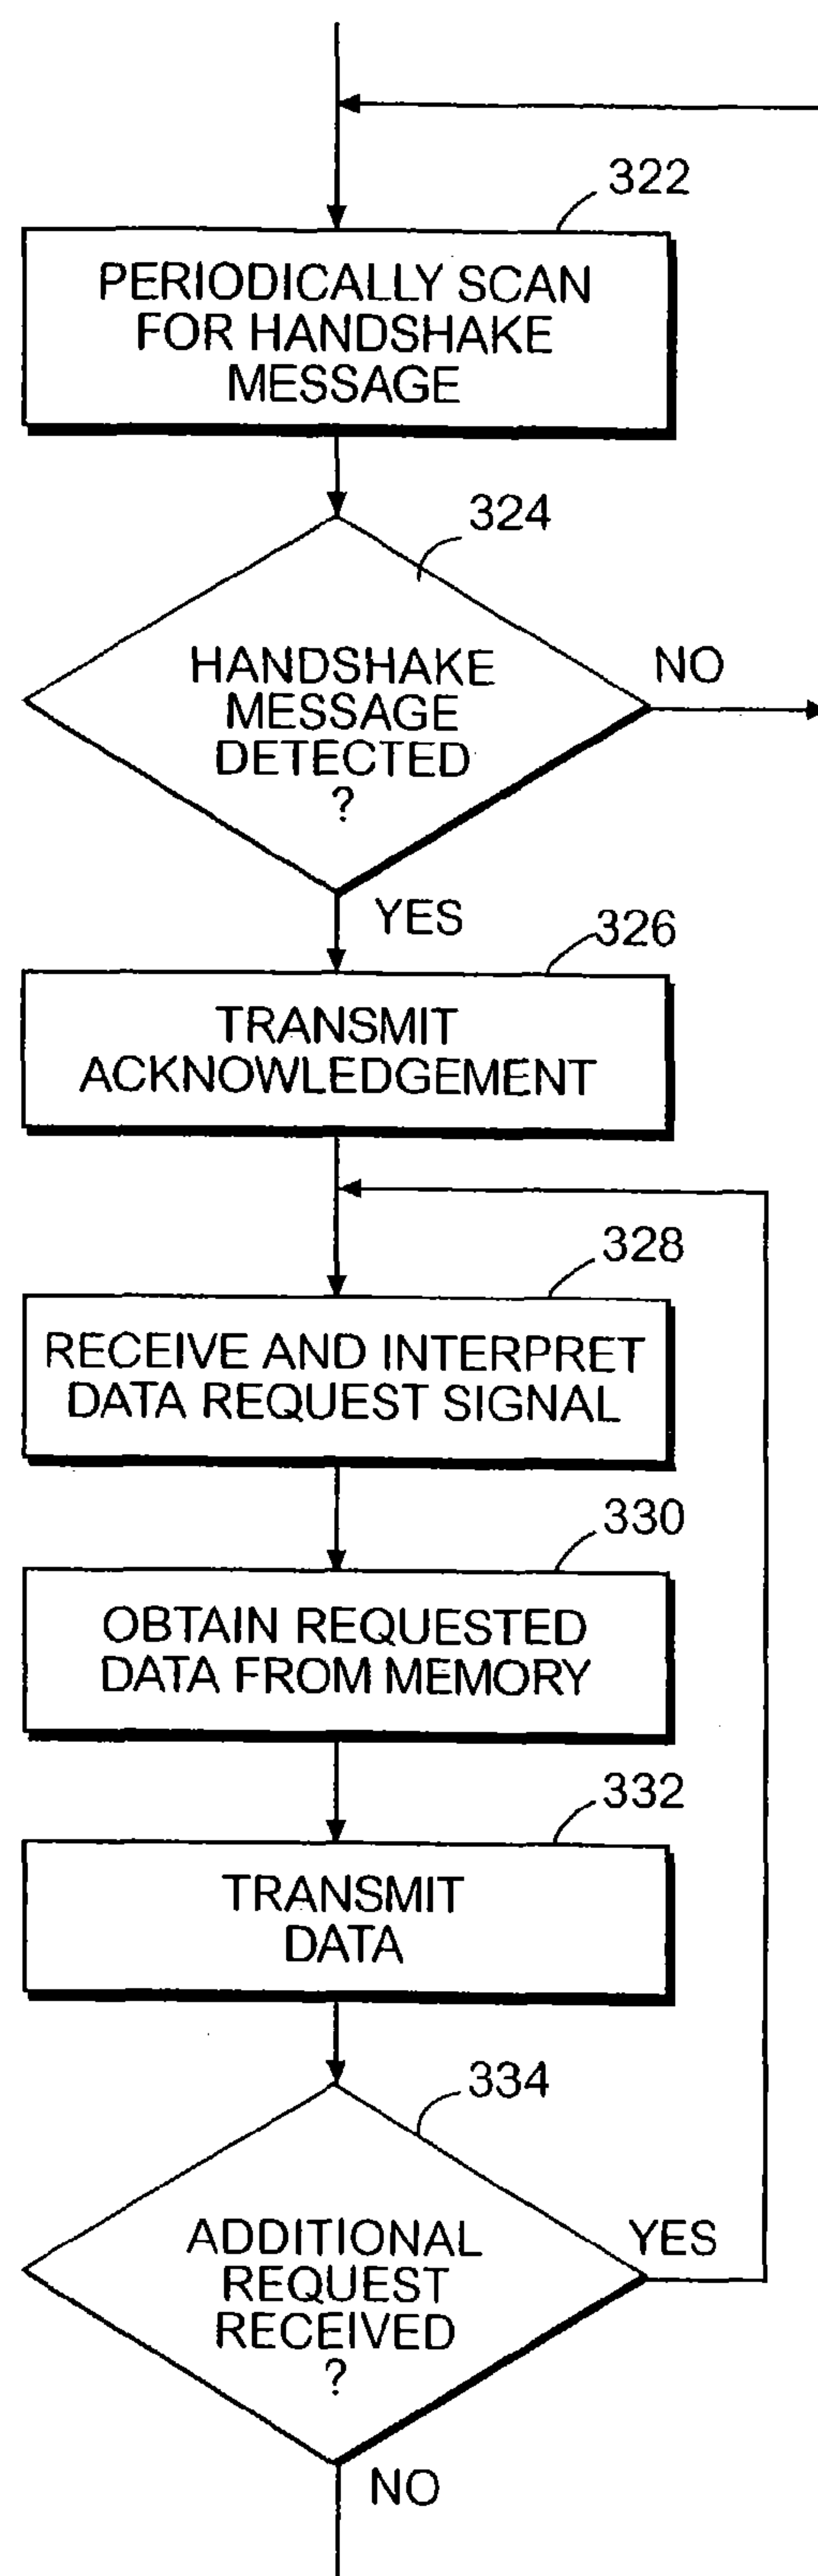 322
PERIODICALLY SCAN
FOR HANDSHAKE
MESSAGE
324
HANDSHAKE
MESSAGE
DETECTED
?
NO
YES
326
TRANSMIT
ACKNOWLEDGEMENT
328
RECEIVE AND INTERPRET
DATA REQUEST SIGNAL
330
OBTAIN REQUESTED
DATA FROM MEMORY
332
TRANSMIT
DATA
334
ADDITIONAL
REQUEST
RECEIVED
?
YES
NO